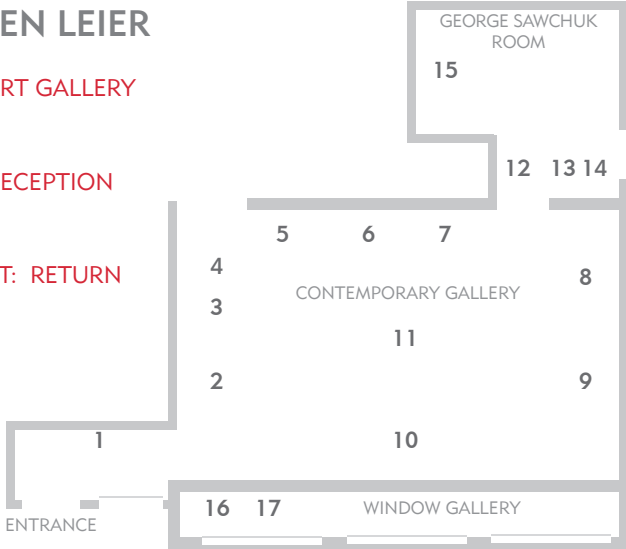 EN LEIER
RT GALLERY
ECEPTION
T: RETURN
GEORGE SAWCHUK
ROOM
15
12 13 14
5 6 7
4
8
CONTEMPORARY GALLERY
3
11
2
9
1
10
16 17
WINDOW GALLERY
ENTRANCE